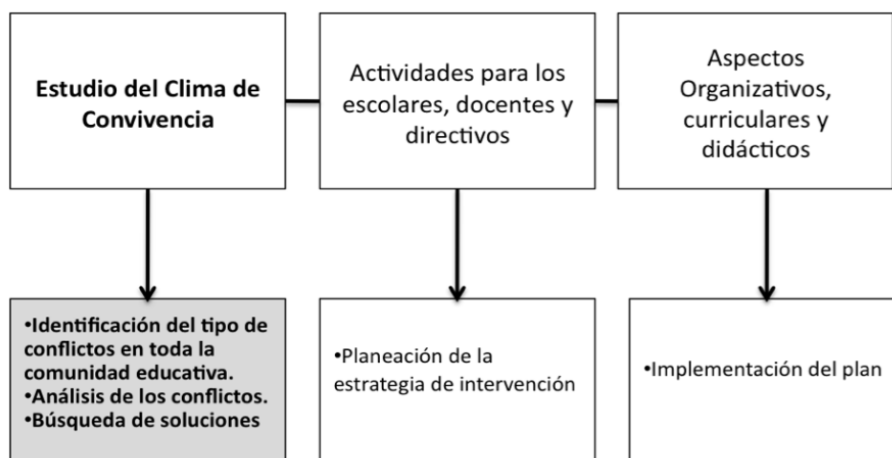 Estudio del Clima de
Convivencia
Actividades para los
escolares, docentes y
directivos
Aspectos
Organizativos,
curriculares y
didácticos
•Identificación del tipo de
conflictos en toda la
comunidad educativa.
•Análisis de los conflictos.
•Búsqueda de soluciones
•Planeación de la
estrategia de intervención
•Implementación del plan